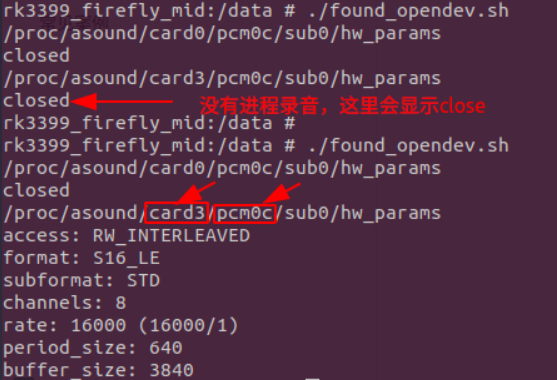 rk3399_firefly_mid:/data # ./found_opendev.sh
/proc/asound/card0/pcm0c/sub0/hw_params
closed
/proc/asound/card3/pcm0c/sub0/hw_params
closed 没有进程录音，这里会显示close
rk3399_firefly_mid:/data #
rk3399_firefly_mid:/data # ./found_opendev.sh
/proc/asound/card0/pcm0c/sub0/hw_params
closed
/proc/asound/card3/pcm0c/sub0/hw_params
access: RW_INTERLEAVED
format: S16_LE
subformat: STD
channels: 8
rate: 16000 (16000/1)
period_size: 640
buffer_size: 3840